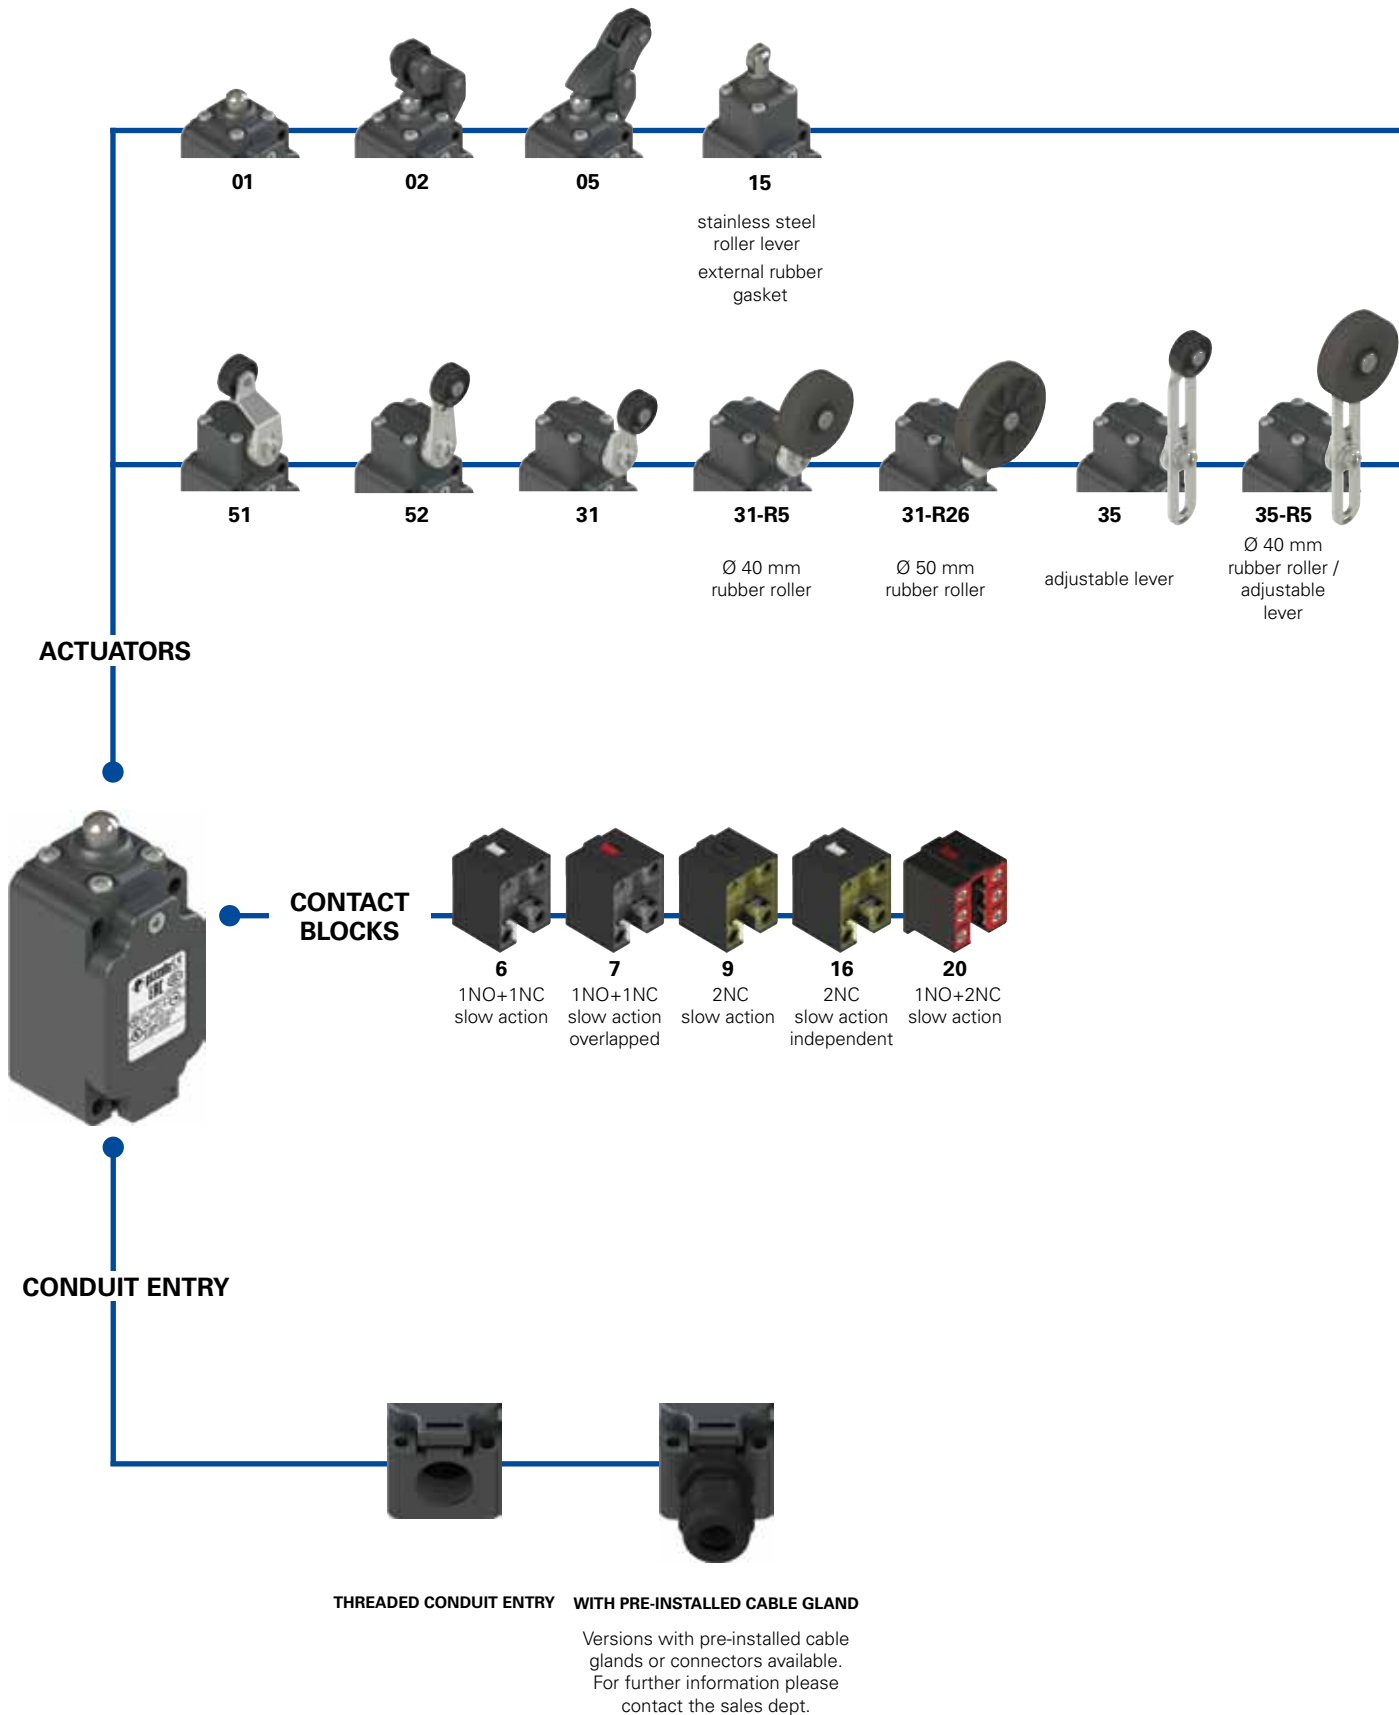 01
02
05
15
stainless steel
roller lever
external rubber
gasket
51
52
31
31-R5
31-R26
35
35-R5
Ø 40 mm
rubber roller
Ø 50 mm
rubber roller
adjustable lever
Ø 40 mm
rubber roller /
adjustable
lever
ACTUATORS
CONTACT
BLOCKS
6
1NO+1NC
slow action
7
1NO+1NC
slow action
overlapped
9
2NC
slow action
16
2NC
slow action
independent
20
1NO+2NC
slow action
CONDUIT ENTRY
THREADED CONDUIT ENTRY
WITH PRE-INSTALLED CABLE GLAND
Versions with pre-installed cable
glands or connectors available.
For further information please
contact the sales dept.